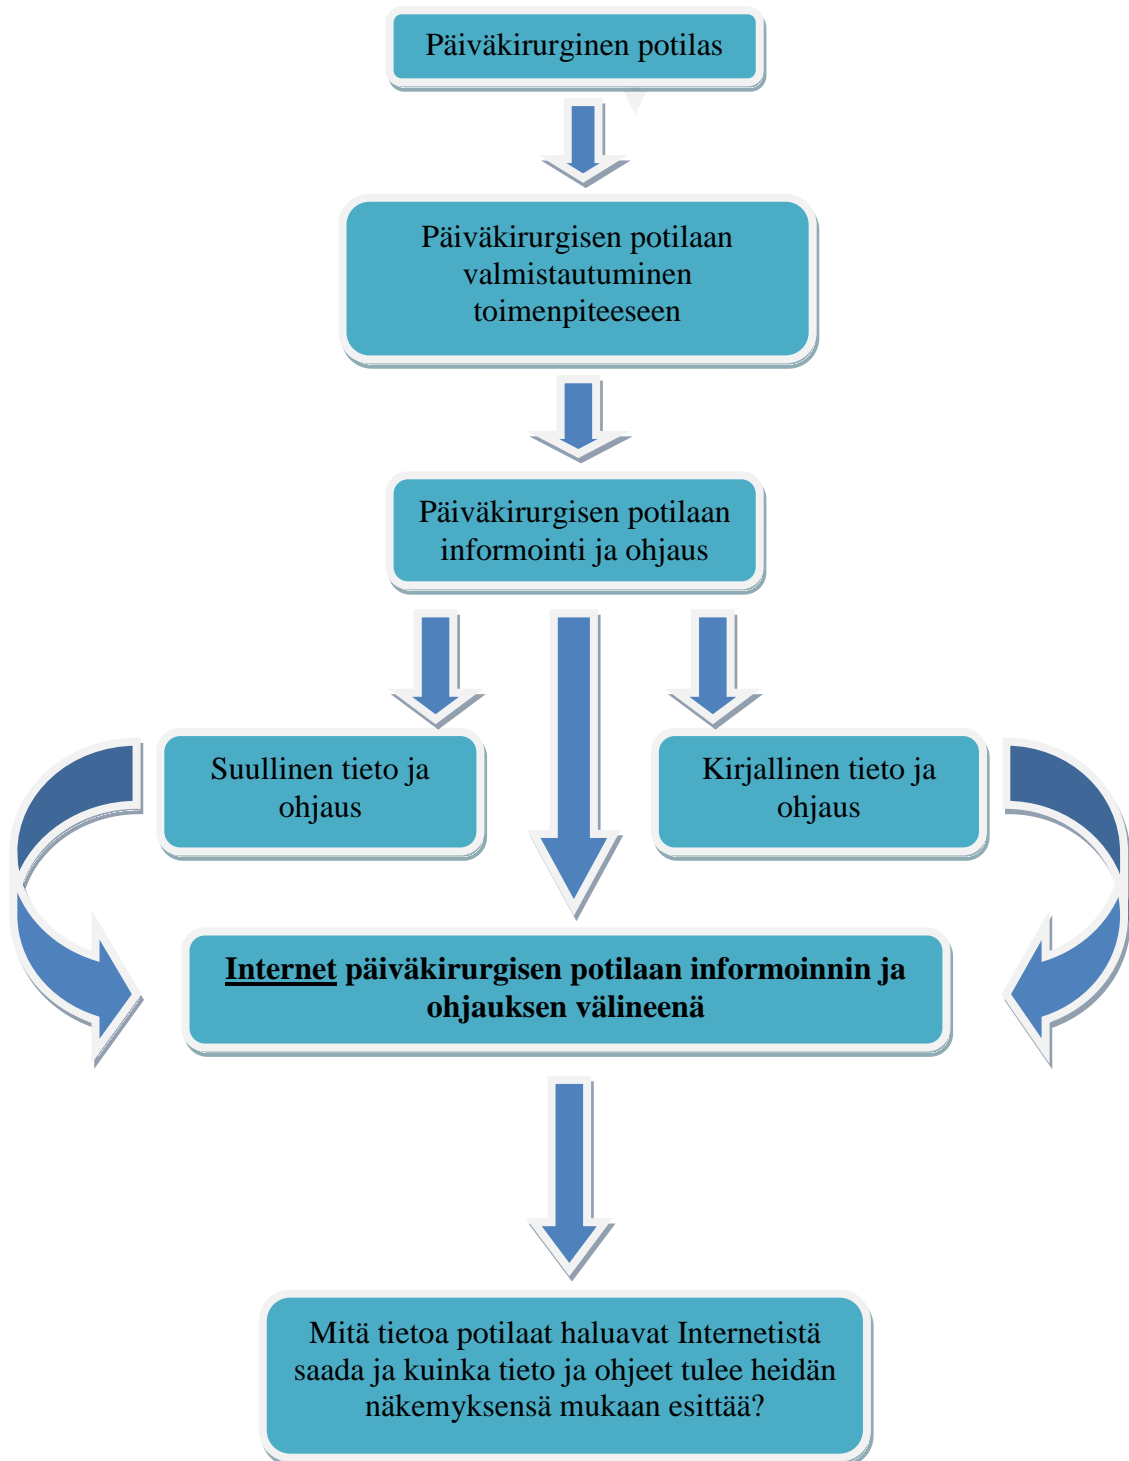 Päiväkirurginen potilas
Päiväkirurgisen potilaan
valmistautuminen
toimenpiteeseen
Päiväkirurgisen potilaan
informointi ja ohjaus
Suullinen tieto ja
ohjaus
Kirjallinen tieto ja
ohjaus
Internet päiväkirurgisen potilaan informoinnin ja
ohjauksen välineenä
Mitä tietoa potilaat haluavat Internetistä
saada ja kuinka tieto ja ohjeet tulee heidän
näkemyksensä mukaan esittää?